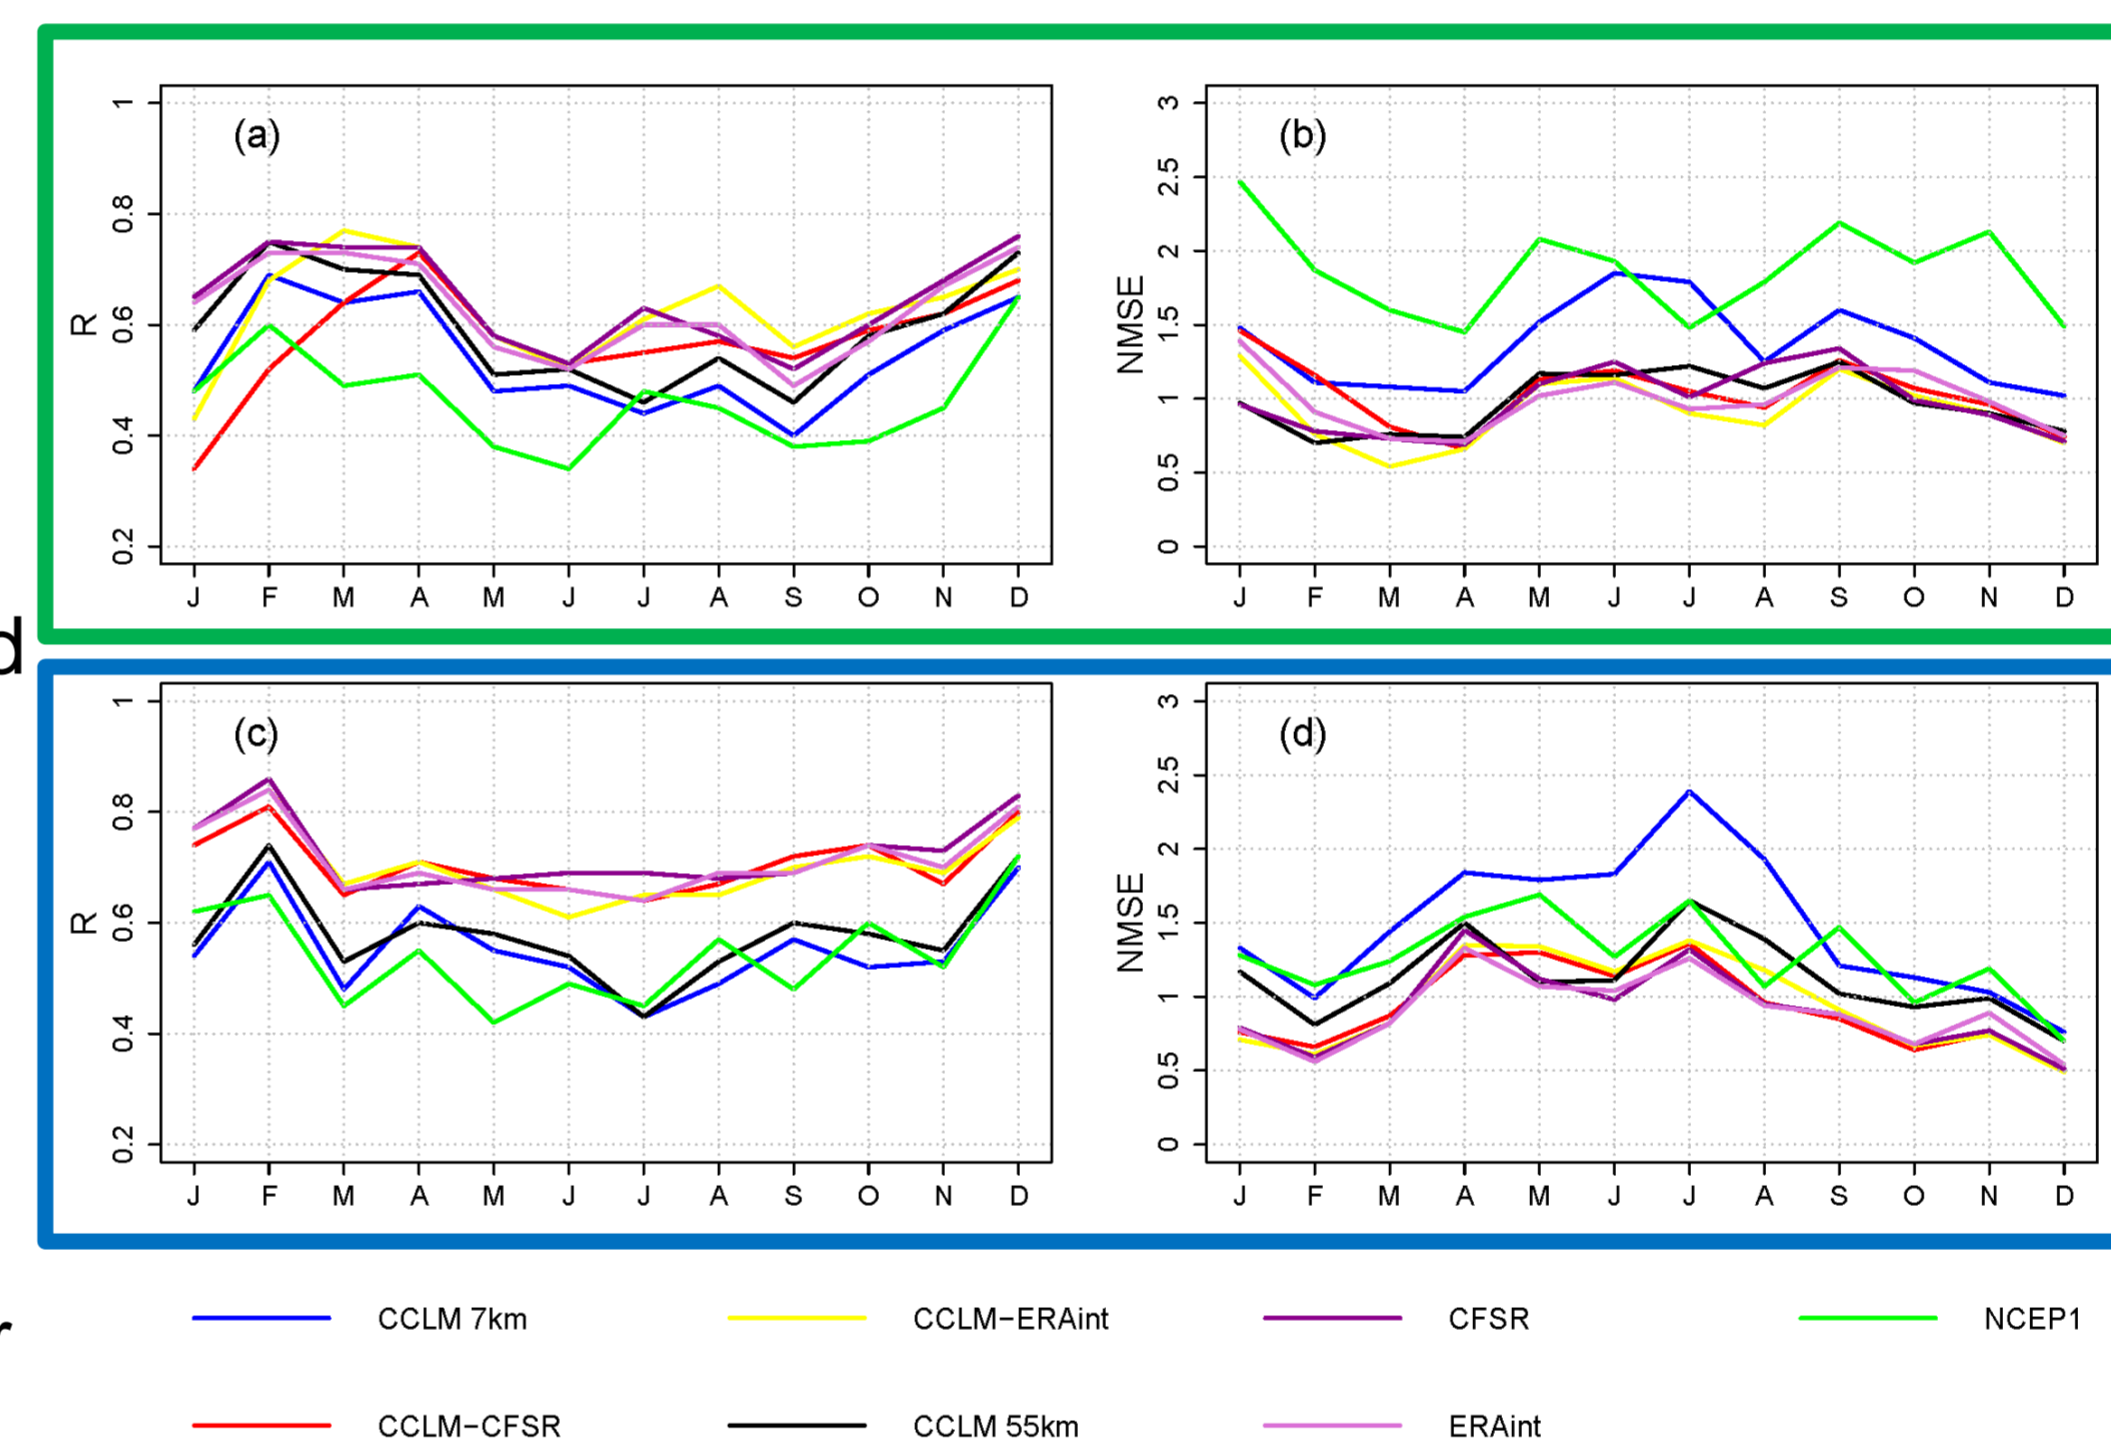 (a)
R
1
0.8
0.6
0.4
0.2
J F M A M J J A S O N D
(b)
NMSE
3
2.5
2
1.5
1
0.5
0
J F M A M J J A S O N D
d
(c)
R
1
0.8
0.6
0.4
0.2
J F M A M J J A S O N D
(d)
NMSE
3
2.5
2
1.5
1
0.5
0
J F M A M J J A S O N D
r
CCLM 7km CCLM−ERAint CFSR NCEP1
CCLM−CFSR CCLM 55km ERAint